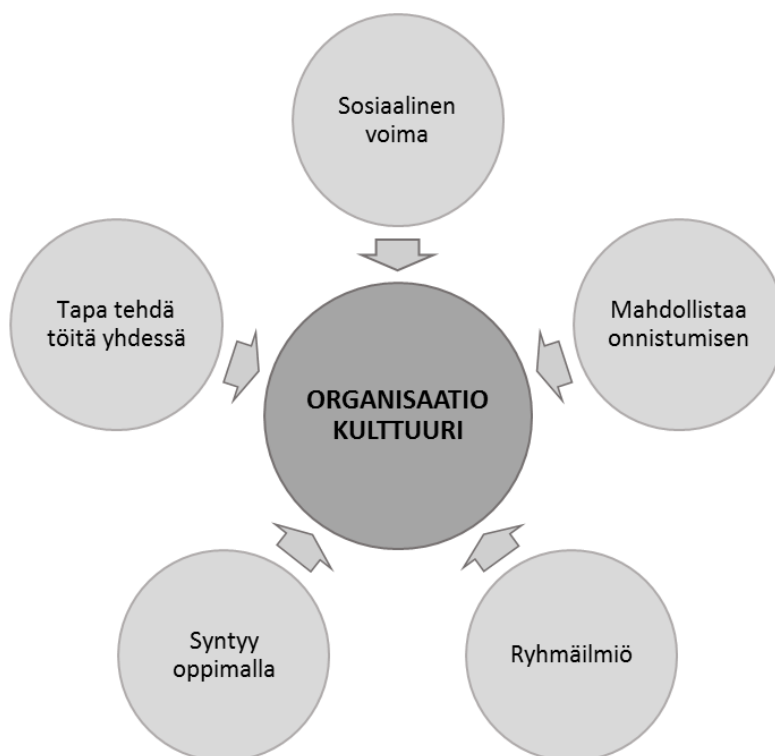 Sosiaalinen
voima
Tapa tehdä
töitä yhdessä
Mahdollistaa
onnistumisen
ORGANISAATIO
KULTTUURI
Syntyy
oppimalla
Ryhmäilmiö